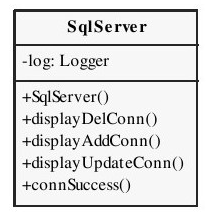 SqlServer
-log: Logger
+SqlServer()
+displayDelConn()
+displayAddConn()
+displayUpdateConn()
+connSuccess()